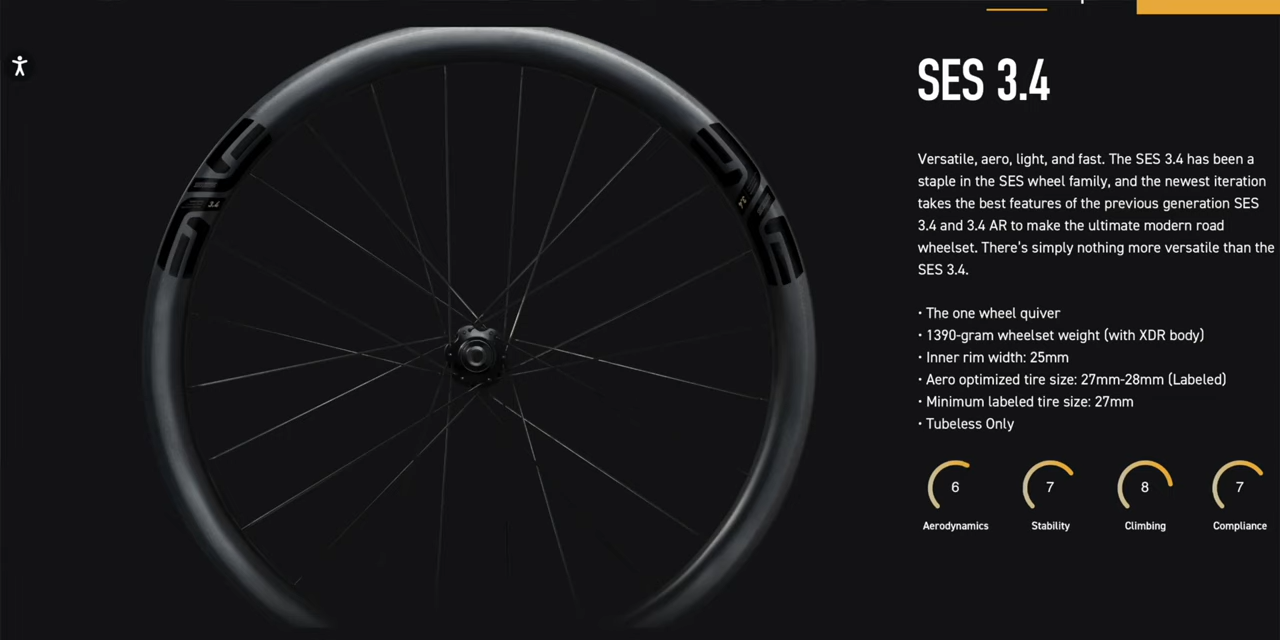 SES 3.4
Versatile, aero, light, and fast. The SES 3.4 has been a
staple in the SES wheel family, and the newest iteration
takes the best features of the previous generation SES
3.4 and 3.4 AR to make the ultimate modern road
wheelset. There's simply nothing more versatile than the
SES 3.4.
• The one wheel quiver
• 1390-gram wheelset weight (with XDR body)
• Inner rim width: 25mm
• Aero optimized tire size: 27mm-28mm (Labeled)
• Minimum labeled tire size: 27mm
• Tubeless Only
6 7 8 7
Aerodynamics Stability Climbing Compliance
3.4
3.4